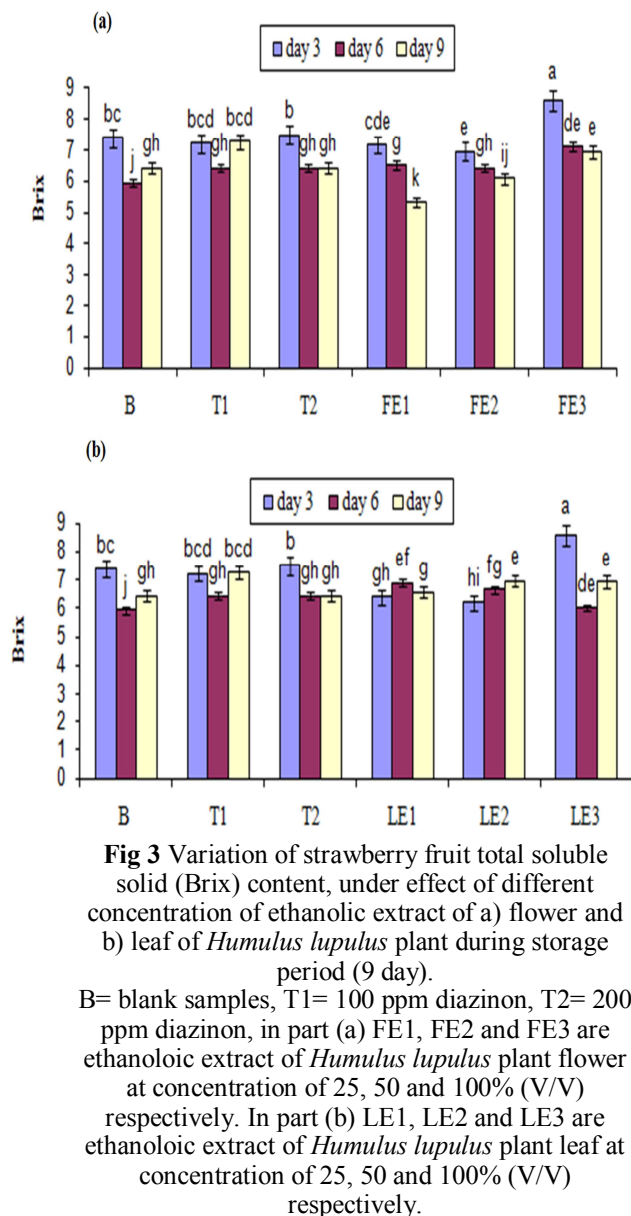 (a)
day 3 day 6 day 9
9
8
7
6
5
4
3
2
1
0
Brix
bc j gh bcd gh bcd b gh gh cde g k e gh ij a de e
B T1 T2 FE1 FE2 FE3
(b)
day 3 day 6 day 9
9
8
7
6
5
4
3
2
1
0
Brix
bc j gh bcd gh bcd b gh gh gh ef g hi fg e a de e
B T1 T2 LE1 LE2 LE3
Fig 3 Variation of strawberry fruit total soluble
solid (Brix) content, under effect of different
concentration of ethanolic extract of a) flower and
b) leaf of Humulus lupulus plant during storage
period (9 day).
B= blank samples, T1= 100 ppm diazinon, T2= 200
ppm diazinon, in part (a) FE1, FE2 and FE3 are
ethanoloic extract of Humulus lupulus plant flower
at concentration of 25, 50 and 100% (V/V)
respectively. In part (b) LE1, LE2 and LE3 are
ethanoloic extract of Humulus lupulus plant leaf at
concentration of 25, 50 and 100% (V/V)
respectively.